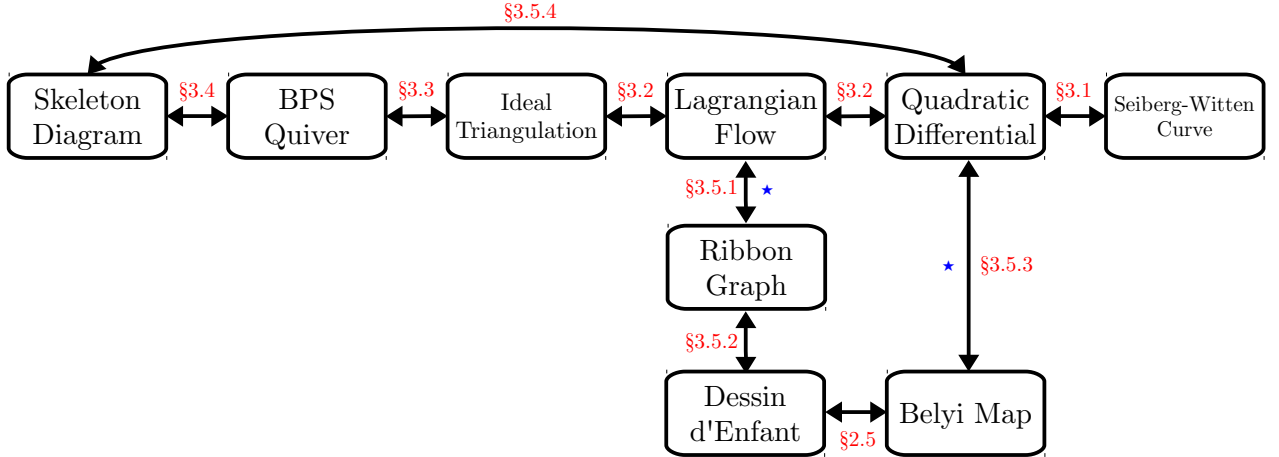 §3.5.4
Skeleton
Diagram
§3.4
BPS
Quiver
§3.3
Ideal
Triangulation
§3.2
Lagrangian
Flow
§3.2
Quadratic
Differential
§3.1
Seiberg-Witten
Curve
§3.5.1 ★
Ribbon
Graph
★ §3.5.3
§3.5.2
Dessin
d'Enfant
§2.5
Belyi Map